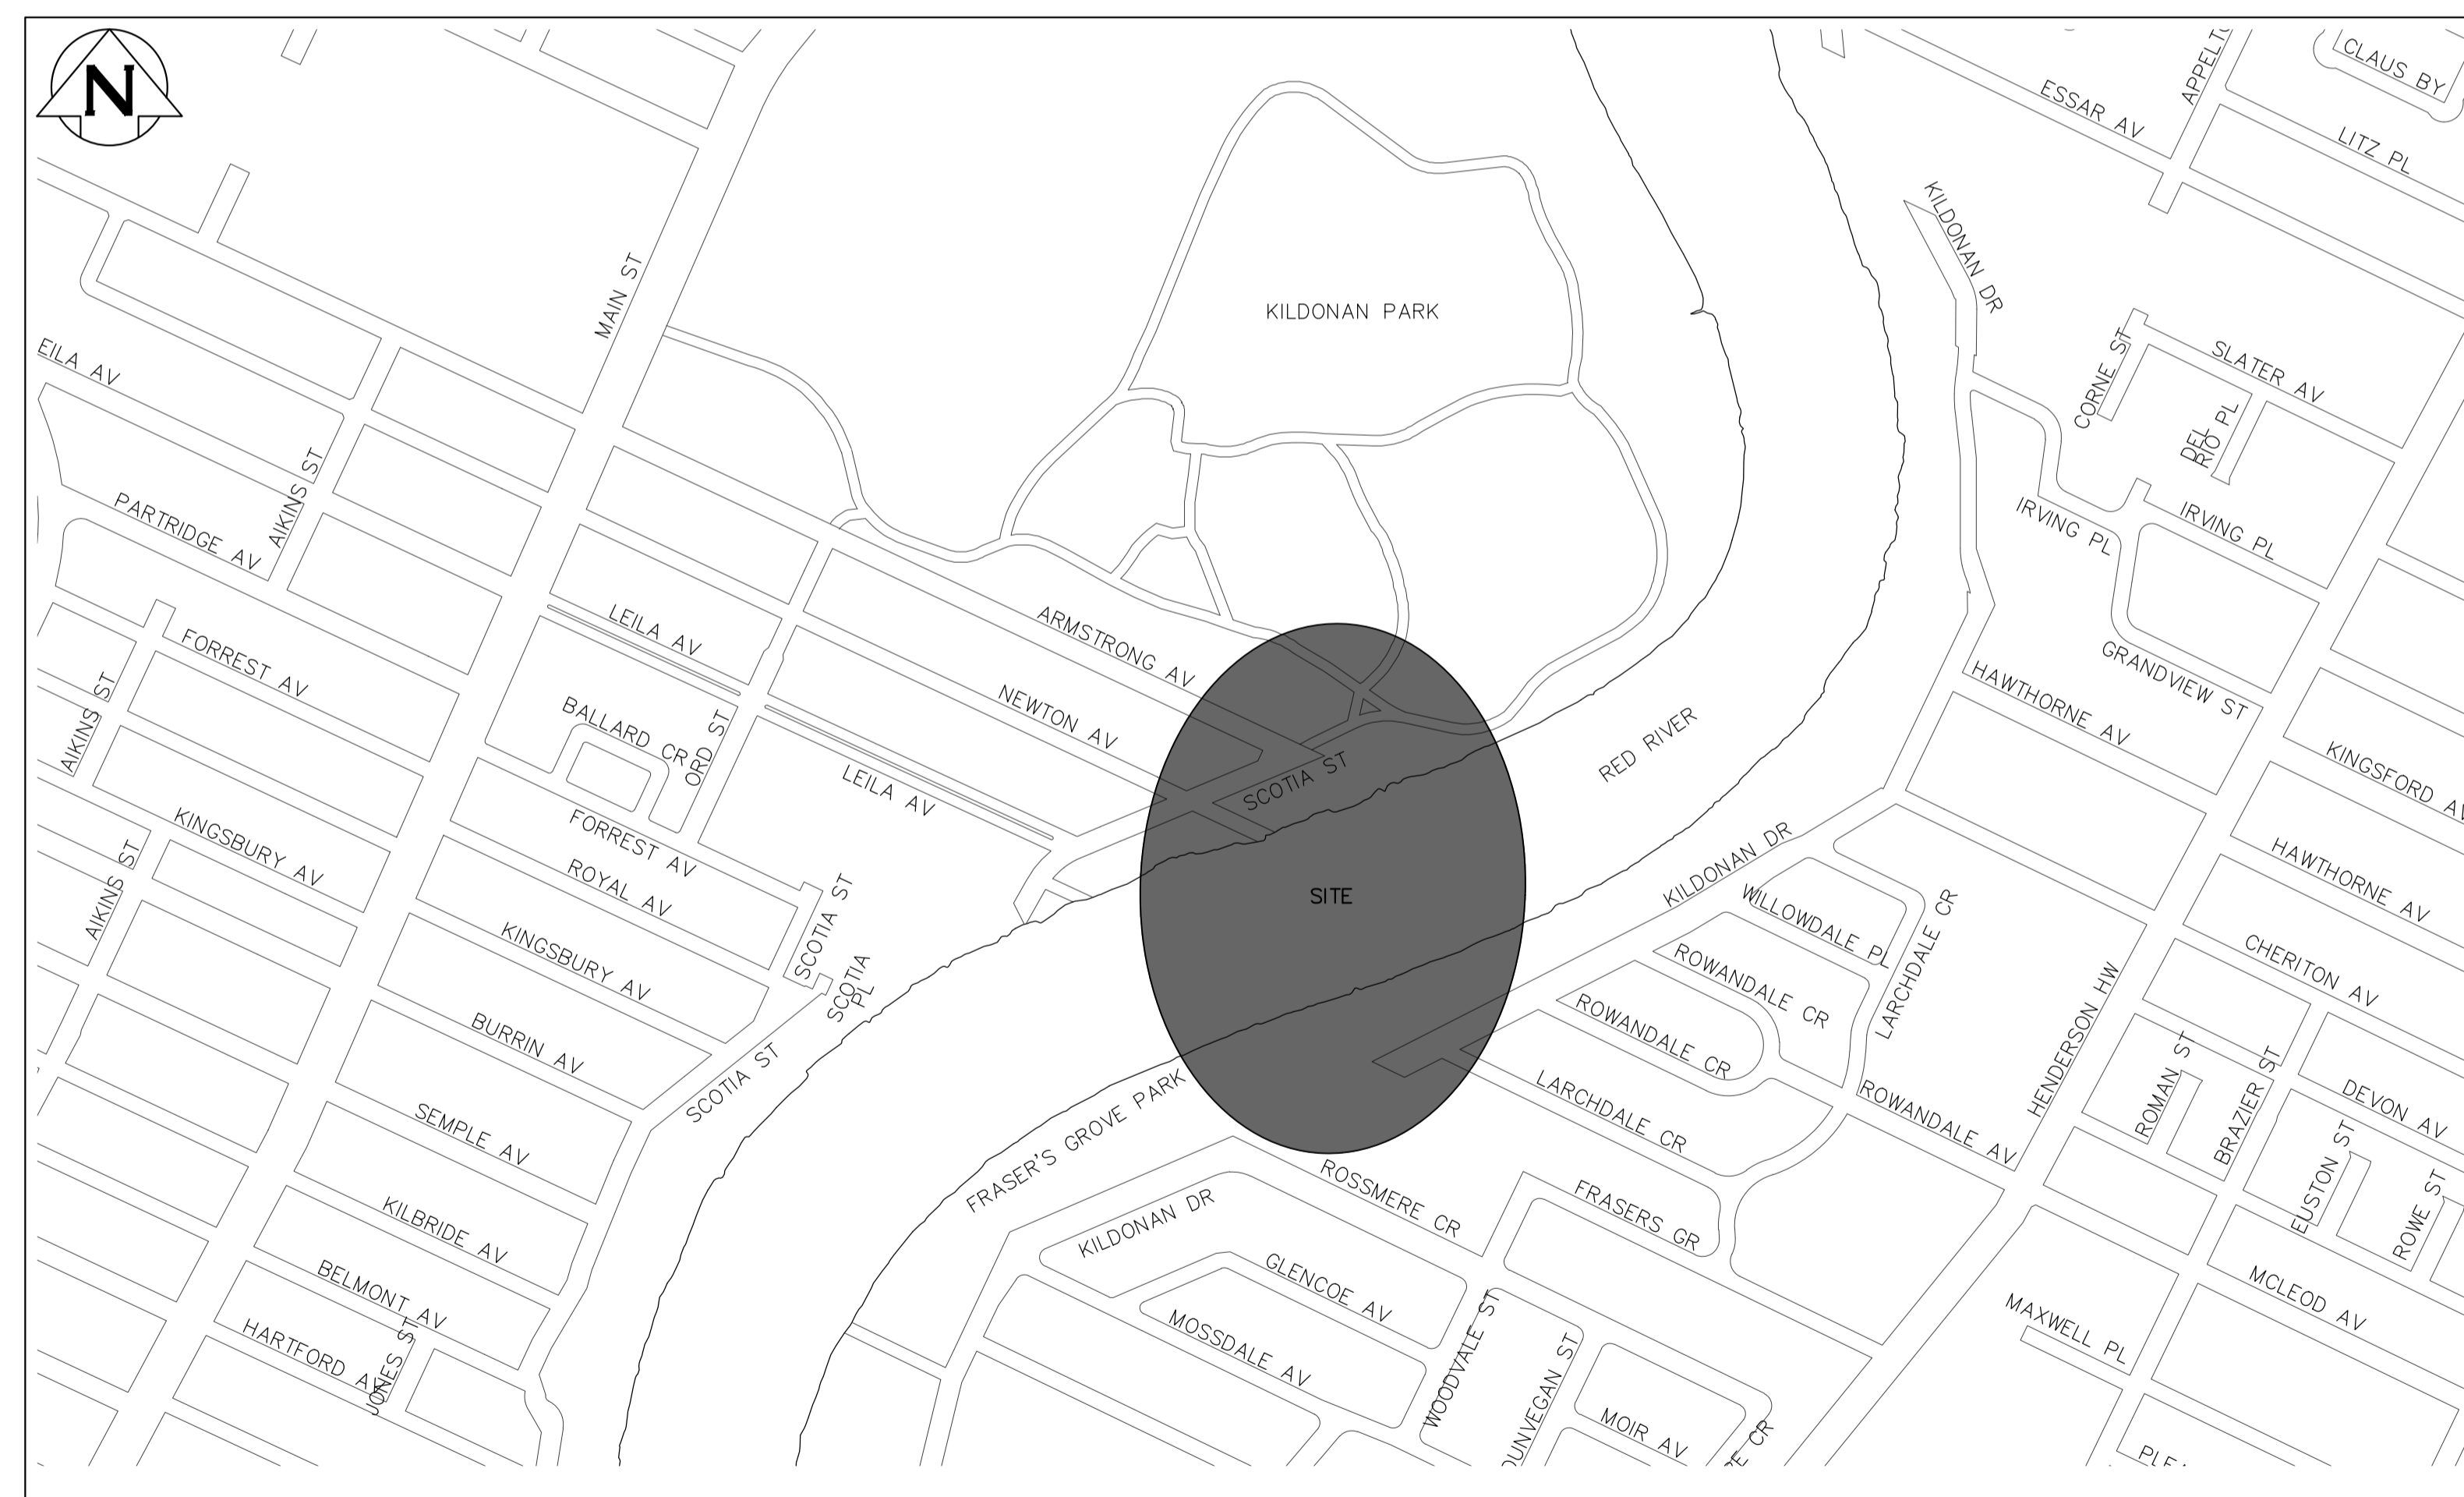 N
CLAUS BY
ESSAR AV
LITZ PL
KILDONAN DR
MAIN ST
KILDONAN PARK
EILA AV
CORNE ST
SLATER AV
DEL
RIO PL
AIKINS ST
PARTRIDGE AV
IRVING PL
IRVING PL
LEILA AV
ARMSTRONG AV
FORREST AV
GRANDVIEW ST
HAWTHORNE AV
AIKINS ST
NEWTON AV
BALLARD CR
ORD ST
RED RIVER
KINGSFORD AV
LEILA AV
SCOTIA ST
KINGSBURY AV
FORREST AV
KILDONAN DR
HAWTHORNE AV
AIKINS ST
ROYAL AV
SITE
WILLOWDALE PL
LARCHDALE CR
SCOTIA ST
KINGSBURY AV
ROWANDALE CR
CHERITON AV
SCOTIA
PL
ROWANDALE CR
HENDERSON HW
BURRIN AV
SCOTIA ST
LARCHDALE CR
ROWANDALE AV
ROMAN ST
BRAZIER ST
DEVON AV
SEMPLE AV
FRASER'S GROVE PARK
ROSSMERE CR
EUSTON ST
KILBRIDE AV
KILDONAN DR
FRASERS GR
ROWE ST
BELMONT AV
GLENCOE AV
MCLEOD AV
HARTFORD AV
JONES ST
MOSSDALE AV
WOODVALE ST
MAXWELL PL
DUNVEGAN ST
MOIR AV